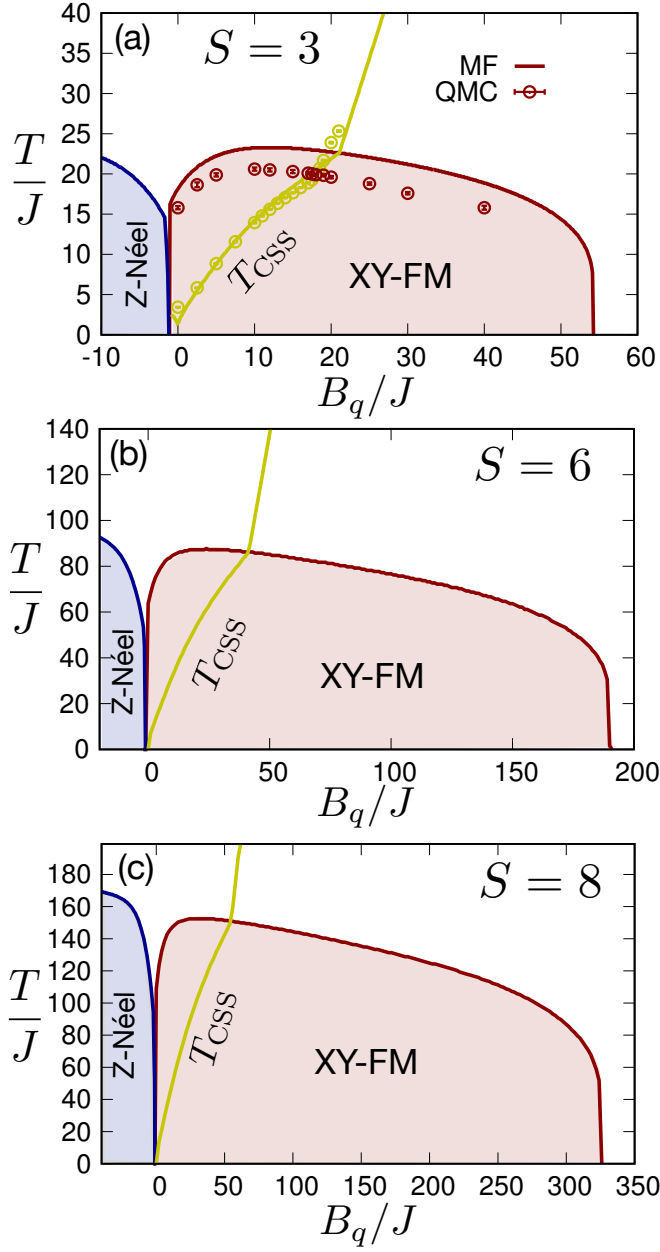 (a)
S = 3
MF
QMC
T/J
40
35
30
25
20
15
10
5
0
Z-Néel
T_CSS
XY-FM
-10 0 10 20 30 40 50 60
B_q/J
(b)
S = 6
T/J
140
120
100
80
60
40
20
0
Z-Néel
T_CSS
XY-FM
0 50 100 150 200
B_q/J
(c)
S = 8
T/J
180
160
140
120
100
80
60
40
20
0
Z-Néel
T_CSS
XY-FM
0 50 100 150 200 250 300 350
B_q/J